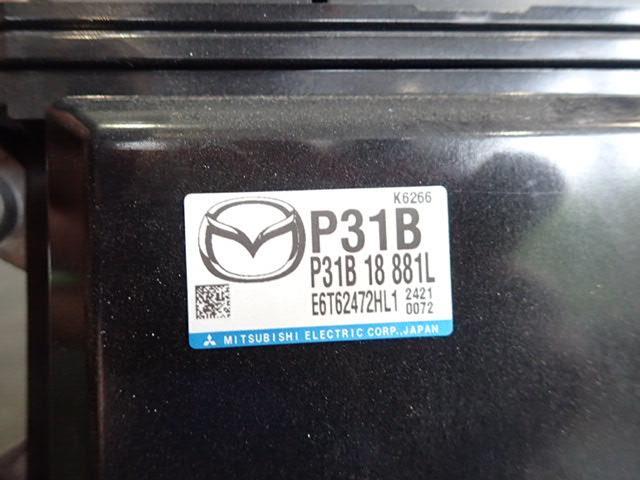 K6266
P31B
P31B 18 881L
E6T62472HL1 2421 0072
MITSUBISHI ELECTRIC CORP., JAPAN